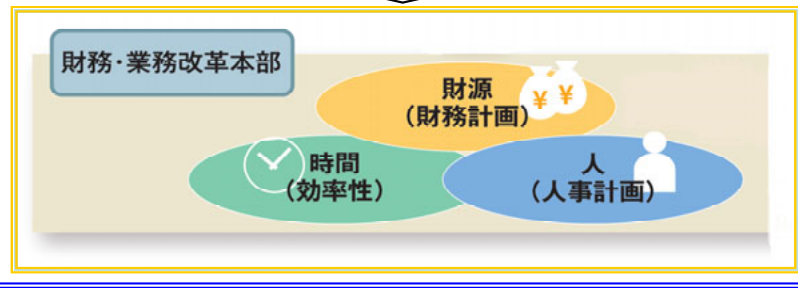 財務･業務改革本部
財源
¥ ¥
（財務計画）
時間
（効率性）
人
（人事計画）